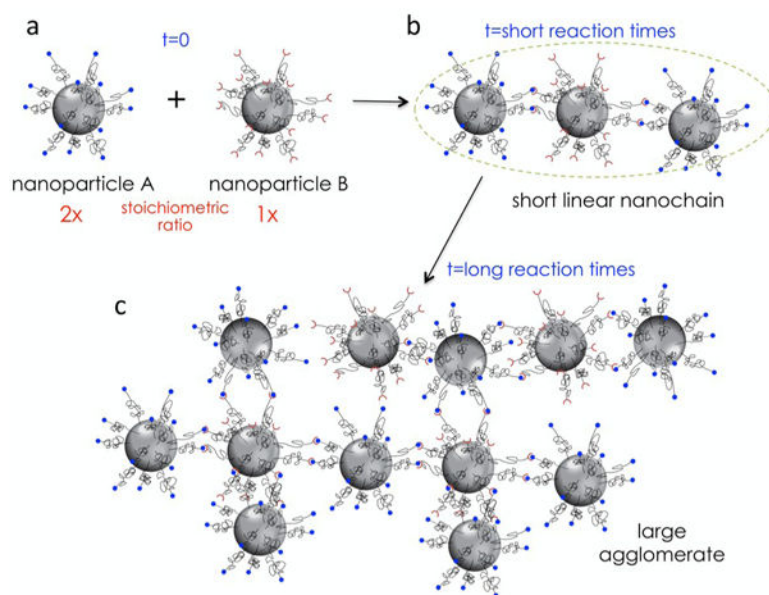 a
t=0
b
t=short reaction times
+
nanoparticle A
nanoparticle B
2x
stoichiometric
ratio
1x
short linear nanochain
t=long reaction times
c
large
agglomerate